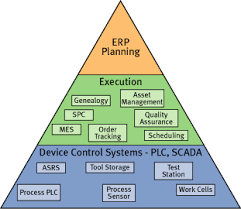 ERP
Planning
Execution
Genealogy
Asset
Management
SPC
Quality
Assurance
MES
Order
Tracking
Scheduling
Device Control Systems - PLC, SCADA
ASRS
Tool Storage
Test
Station
Process PLC
Process
Sensor
Work Cells